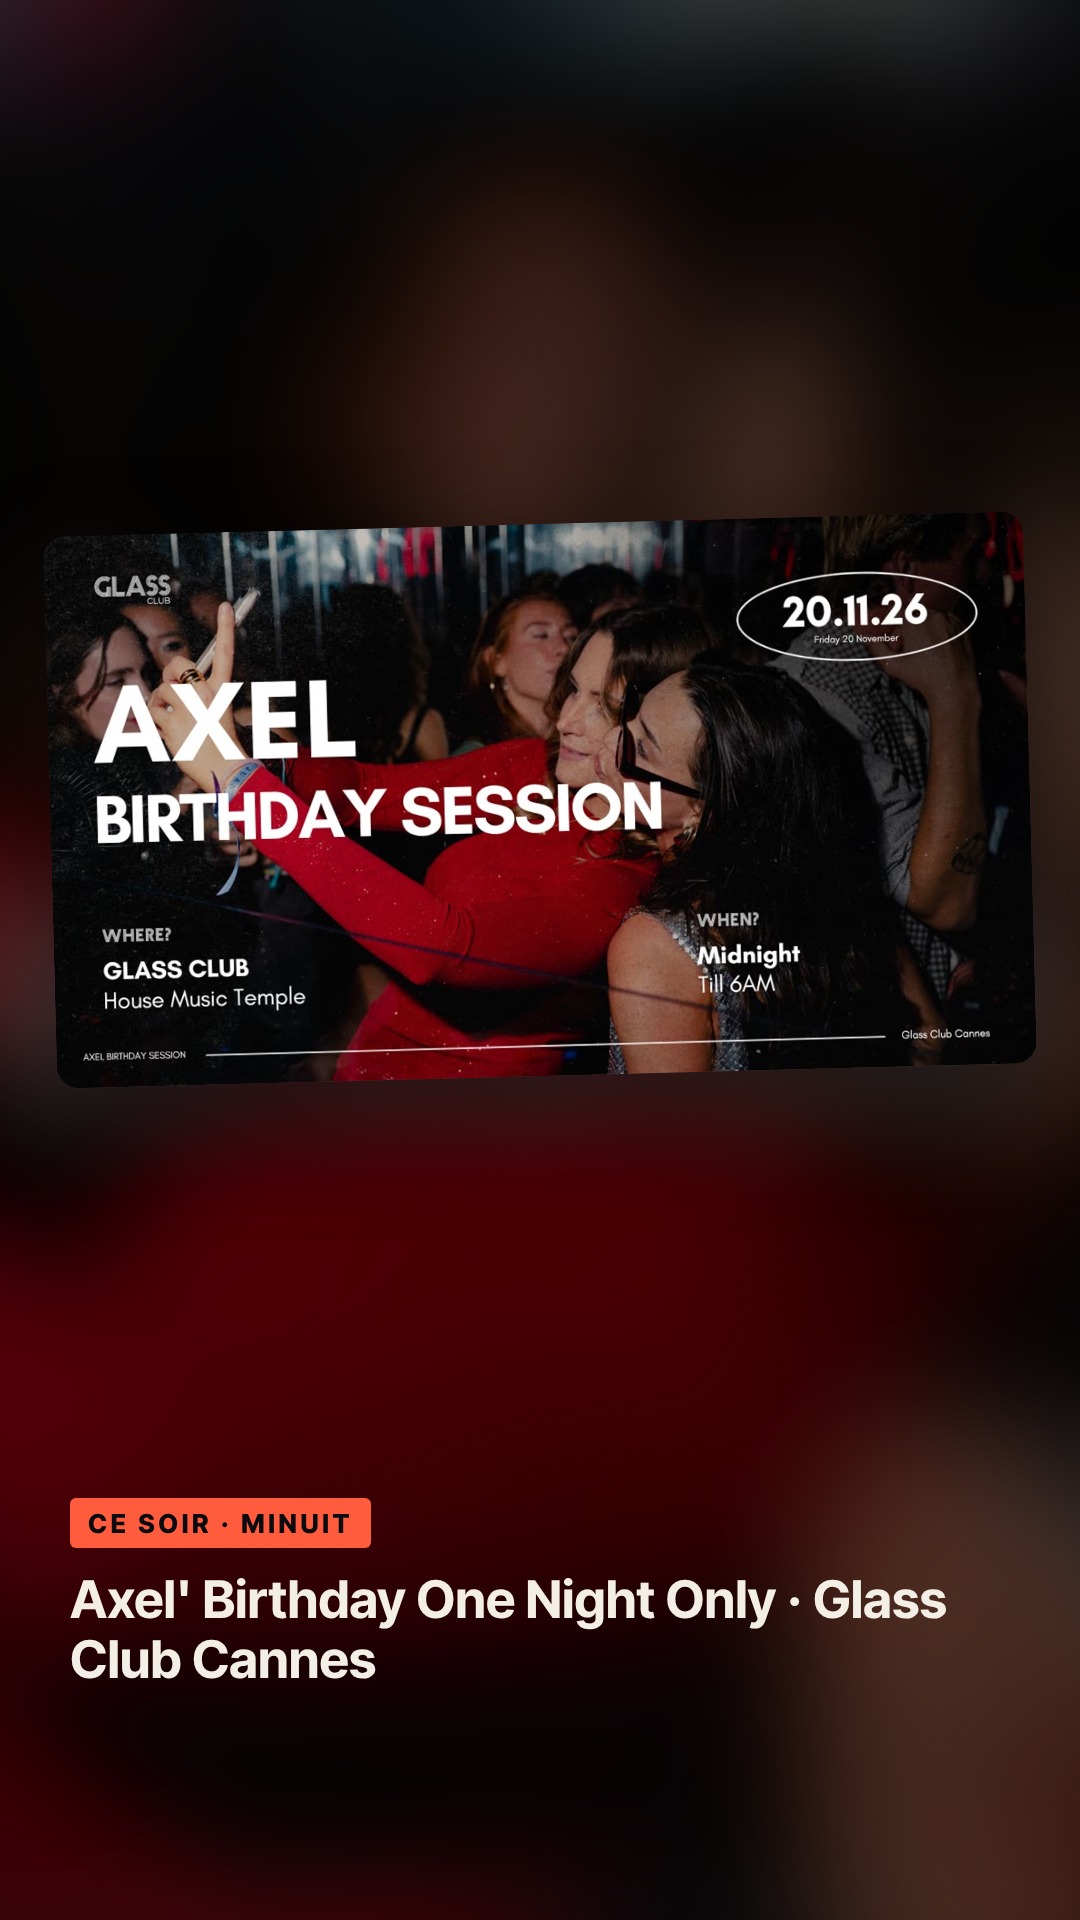 GLASS
CLUB
20.11.26
Friday 20 November
AXEL
BIRTHDAY SESSION
WHERE?
GLASS CLUB
House Music Temple
WHEN?
Midnight
Till 6AM
AXEL BIRTHDAY SESSION
Glass Club Cannes
CE SOIR · MINUIT
Axel' Birthday One Night Only · Glass
Club Cannes